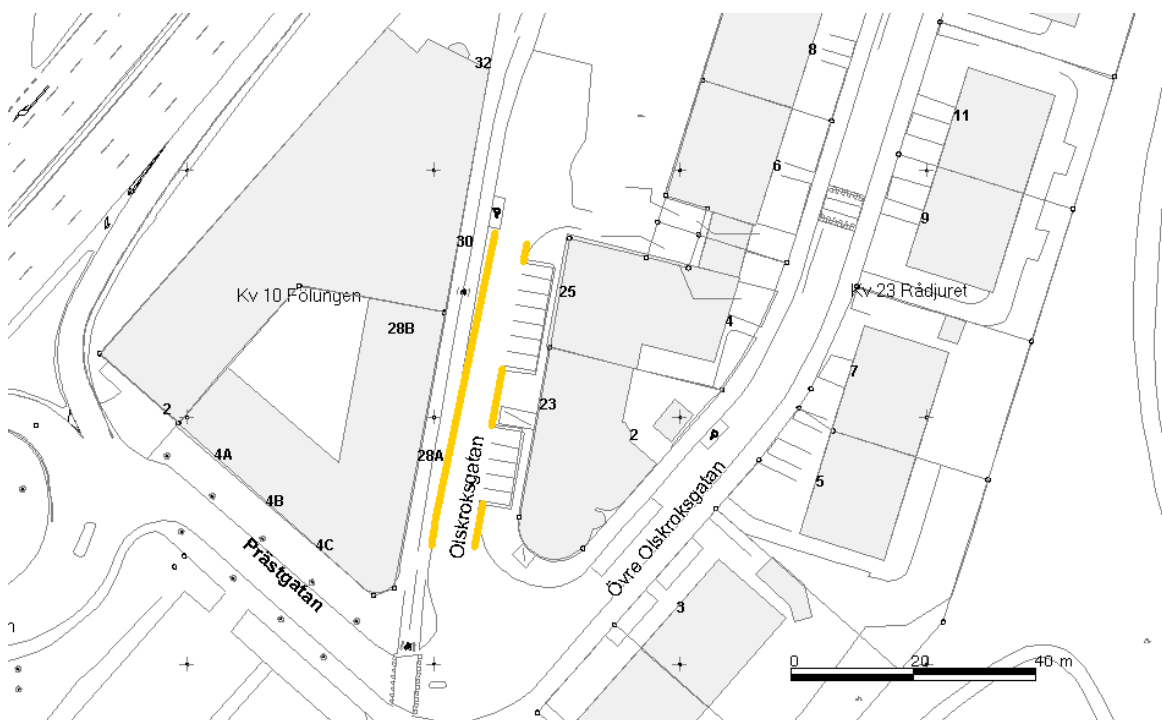 8
32
11
6
9
30
25
Kv 10 Fölungen
Kv 23 Rådjuret
28B
4
7
2
23
2
4A
28A
5
4B
Olskroksgatan
Övre Olskroksgatan
4C
Prästgatan
3
0 20 40 m